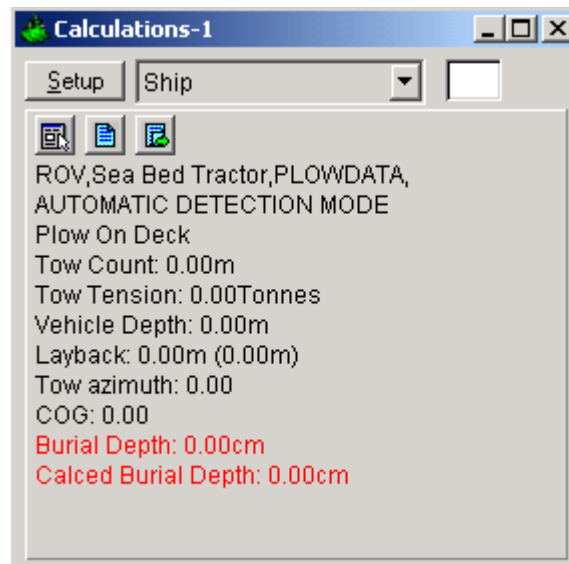 Calculations-1
Setup Ship
ROV,Sea Bed Tractor,PLOWDATA,
AUTOMATIC DETECTION MODE
Plow On Deck
Tow Count: 0.00m
Tow Tension: 0.00Tonnes
Vehicle Depth: 0.00m
Layback: 0.00m (0.00m)
Tow azimuth: 0.00
COG: 0.00
Burial Depth: 0.00cm
Calced Burial Depth: 0.00cm